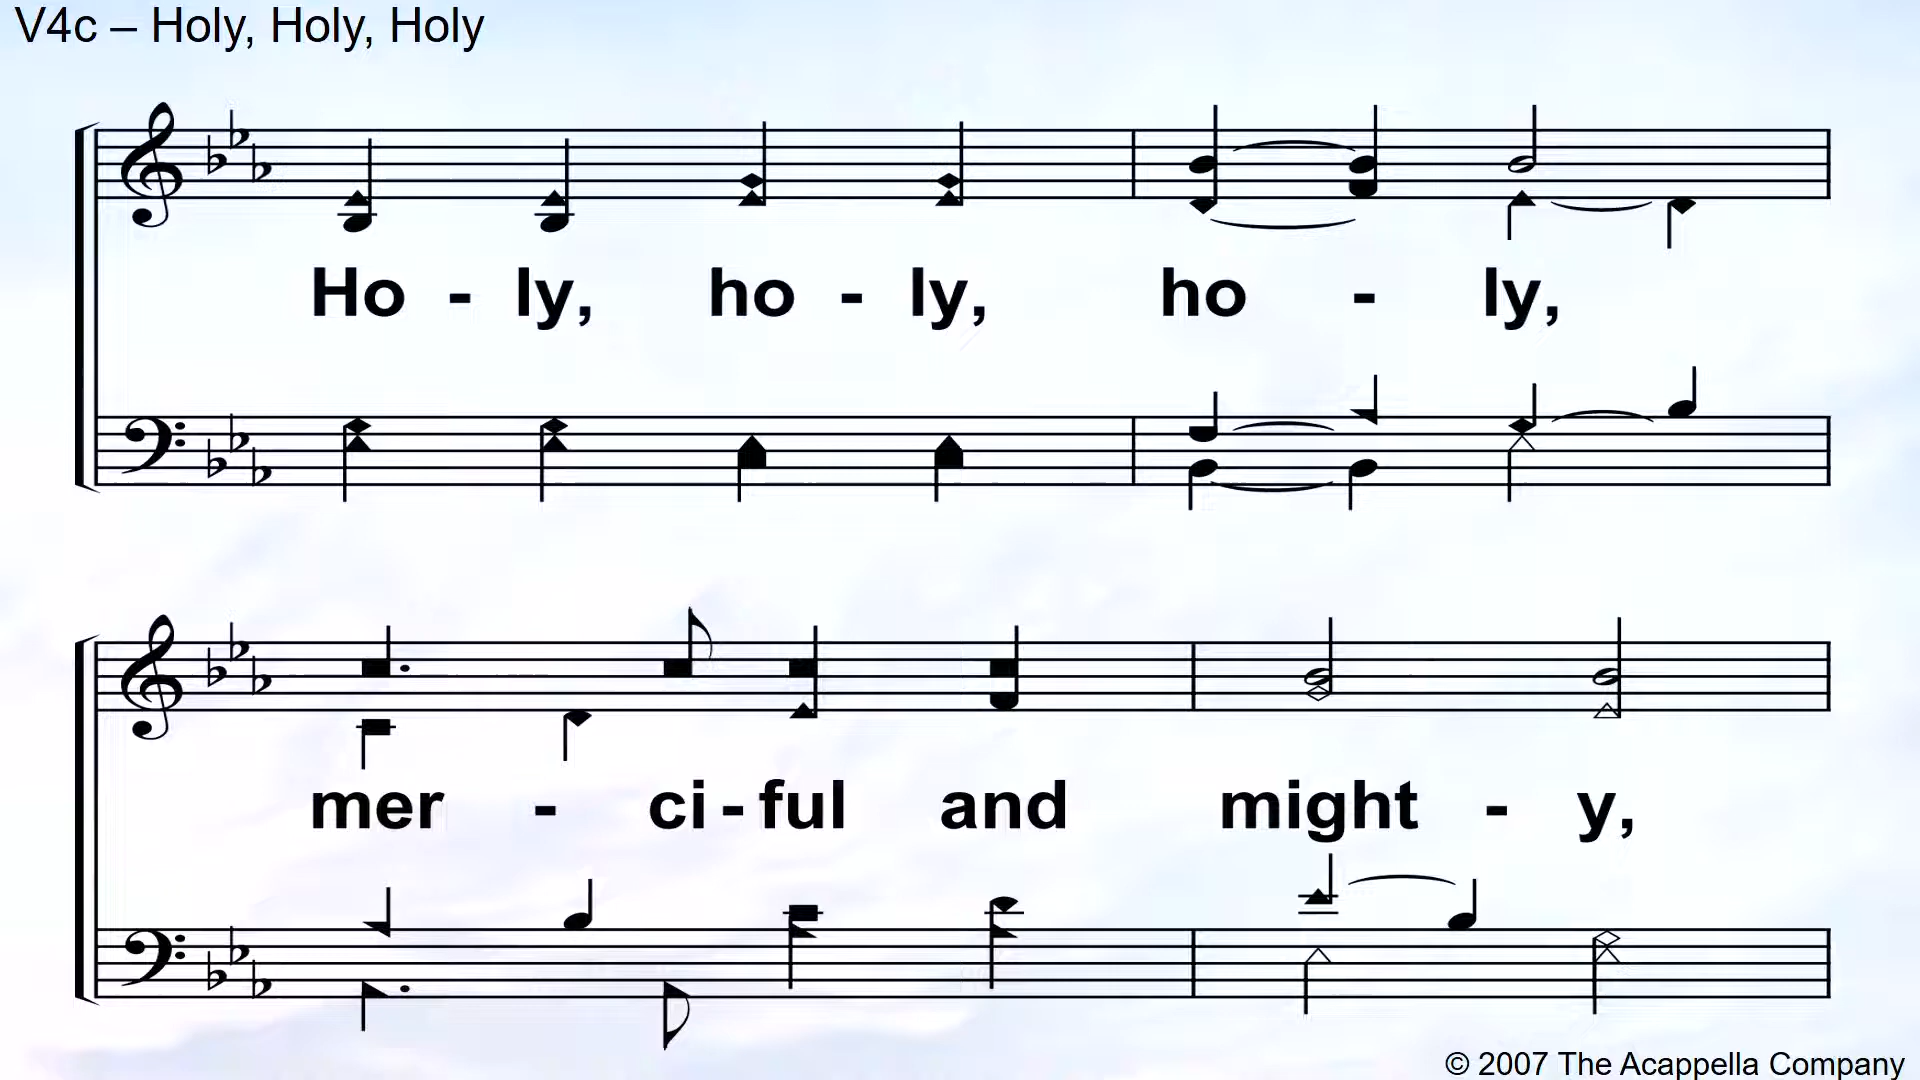 V4c – Holy, Holy, Holy
Ho - ly, ho - ly, ho - ly,
mer - ci - ful and might - y,
© 2007 The Acappella Company